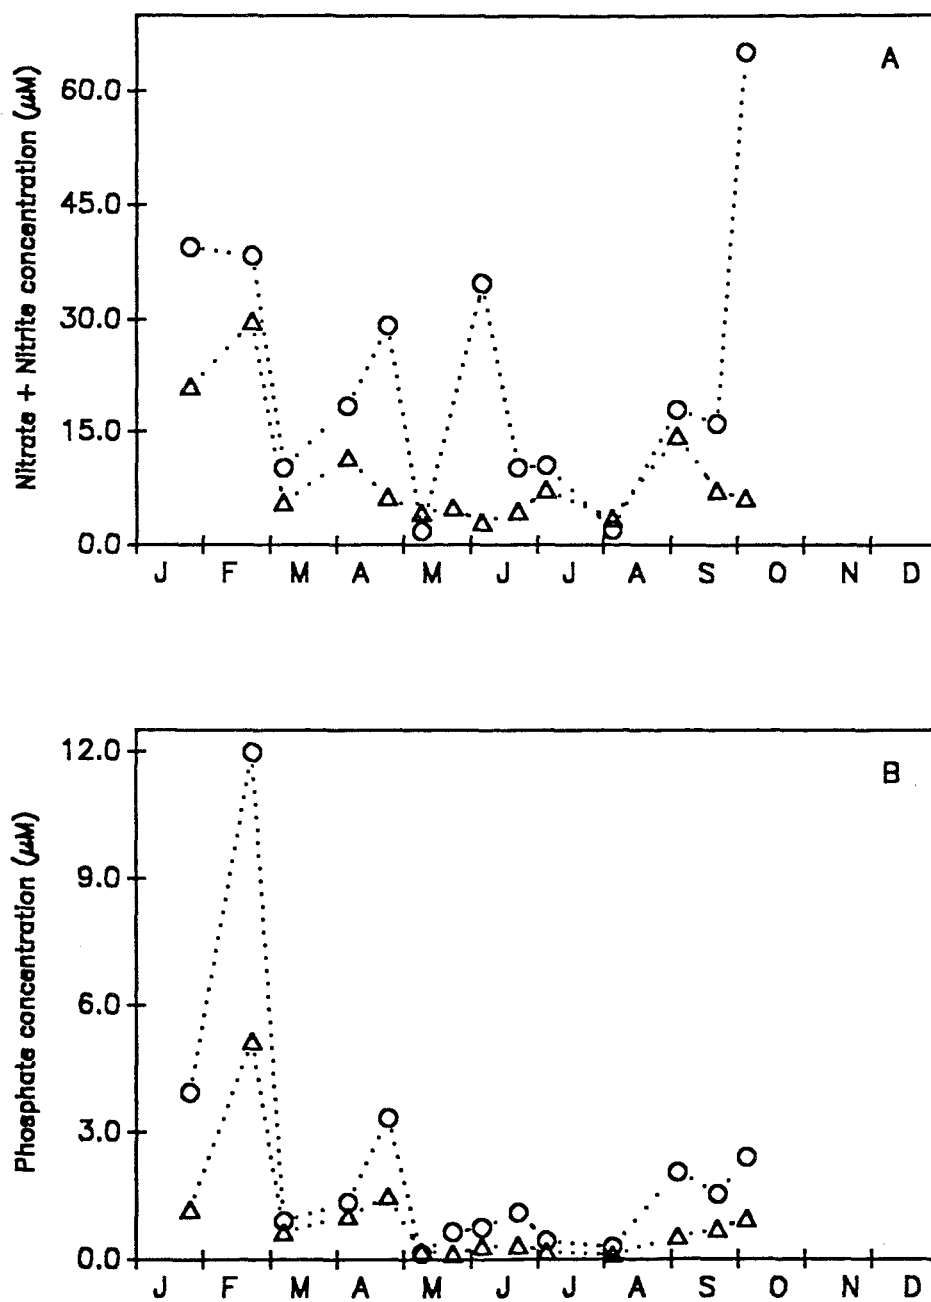 A
Nitrate + Nitrite concentration (μM)
60.0
45.0
30.0
15.0
0.0
J F M A M J J A S O N D
B
Phosphate concentration (μM)
12.0
9.0
6.0
3.0
0.0
J F M A M J J A S O N D